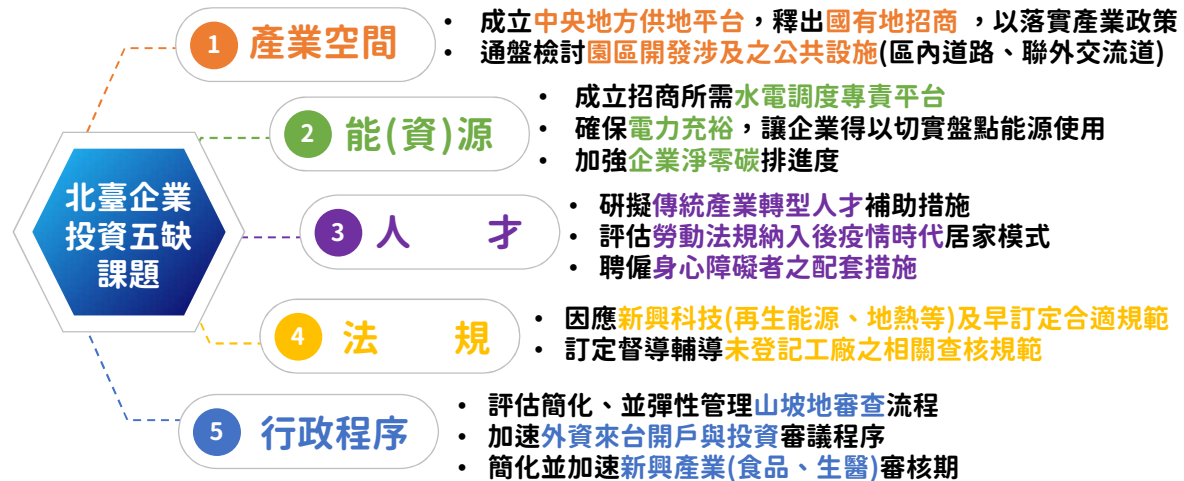 北臺企業
投資五缺
課題
1 產業空間
• 成立中央地方供地平台，釋出國有地招商 ，以落實產業政策
• 通盤檢討園區開發涉及之公共設施(區內道路、聯外交流道)
2 能(資)源
• 成立招商所需水電調度專責平台
• 確保電力充裕，讓企業得以切實盤點能源使用
• 加強企業淨零碳排進度
3 人 才
• 研擬傳統產業轉型人才補助措施
• 評估勞動法規納入後疫情時代居家模式
• 聘僱身心障礙者之配套措施
4 法 規
• 因應新興科技(再生能源、地熱等)及早訂定合適規範
• 訂定督導輔導未登記工廠之相關查核規範
5 行政程序
• 評估簡化、並彈性管理山坡地審查流程
• 加速外資來台開戶與投資審議程序
• 簡化並加速新興產業(食品、生醫)審核期